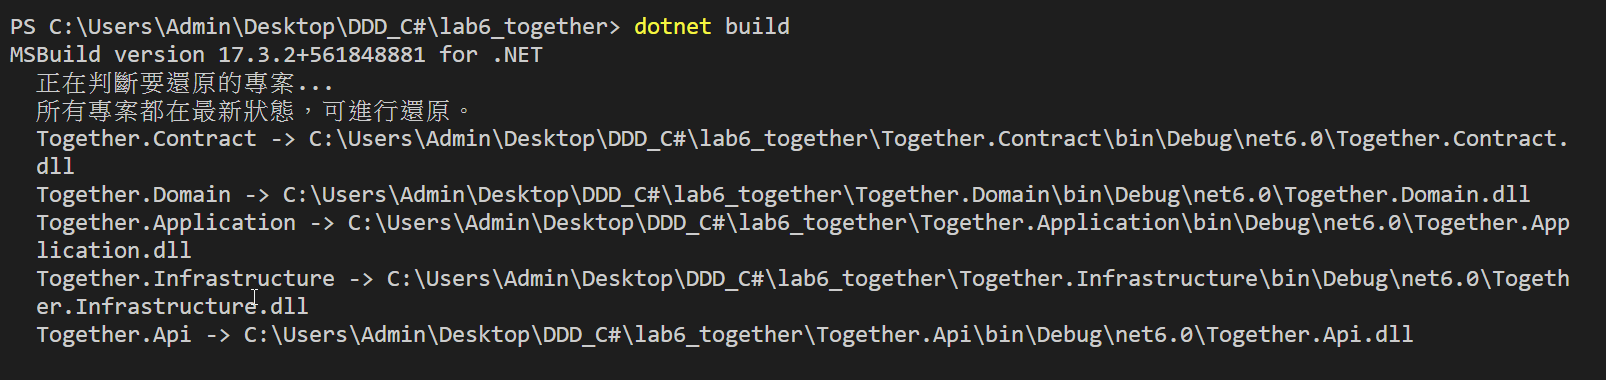 PS C:\Users\Admin\Desktop\DDD_C#\lab6_together> dotnet build
MSBuild version 17.3.2+561848881 for .NET
正在判斷要還原的專案...
所有專案都在最新狀態，可進行還原。
Together.Contract -> C:\Users\Admin\Desktop\DDD_C#\lab6_together\Together.Contract\bin\Debug\net6.0\Together.Contract.
dll
Together.Domain -> C:\Users\Admin\Desktop\DDD_C#\lab6_together\Together.Domain\bin\Debug\net6.0\Together.Domain.dll
Together.Application -> C:\Users\Admin\Desktop\DDD_C#\lab6_together\Together.Application\bin\Debug\net6.0\Together.App
lication.dll
Together.Infrastructure -> C:\Users\Admin\Desktop\DDD_C#\lab6_together\Together.Infrastructure\bin\Debug\net6.0\Togeth
er.Infrastructure.dll
Together.Api -> C:\Users\Admin\Desktop\DDD_C#\lab6_together\Together.Api\bin\Debug\net6.0\Together.Api.dll